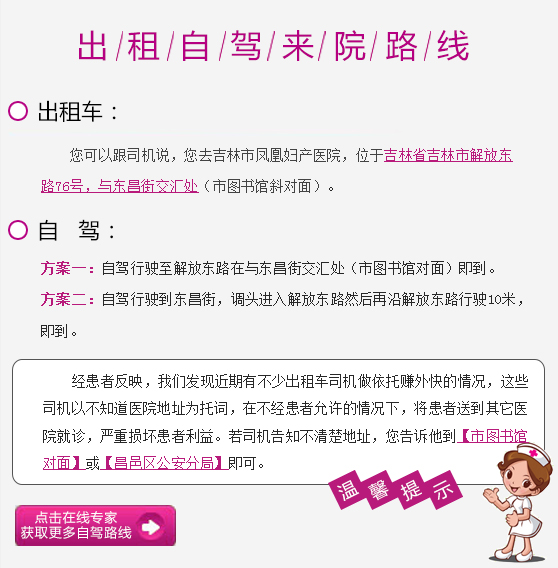 出/租/自/驾/来/院/路/线
出租车：
您可以跟司机说，您去吉林市凤凰妇产医院，位于吉林省吉林市解放东
路76号，与东昌街交汇处（市图书馆斜对面）。
自 驾：
方案一：自驾行驶至解放东路在与东昌街交汇处（市图书馆对面）即到。
方案二：自驾行驶到东昌街，调头进入解放东路然后再沿解放东路行驶10米，
即到。
经患者反映，我们发现近期有不少出租车司机做依托赚外快的情况，这些
司机以不知道医院地址为托词，在不经患者允许的情况下，将患者送到其它医
院就诊，严重损坏患者利益。若司机告知不清楚地址，您告诉他到【市图书馆
对面】或【昌邑区公安分局】即可。
温馨提示
点击在线专家
获取更多自驾路线